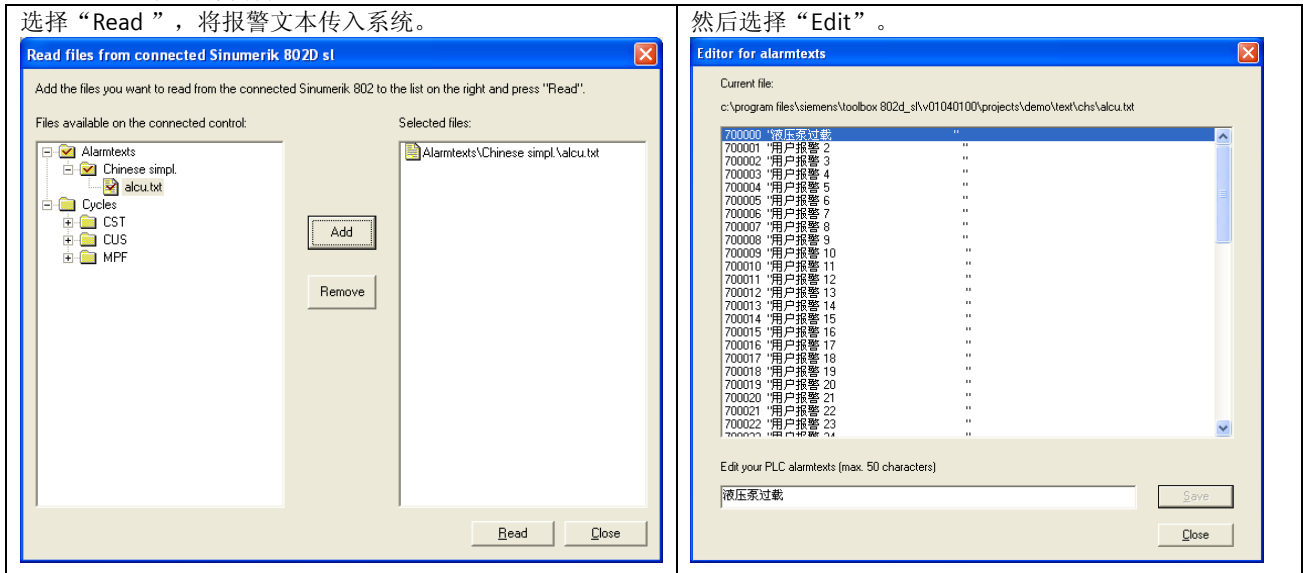 选择“Read ”，将报警文本传入系统。
Read files from connected Sinumerik 802D sl
Add the files you want to read from the connected Sinumerik 802 to the list on the right and press "Read".
Files available on the connected control:
Selected files:
Alarmtexts
Chinese simpl.
alcu.txt
Cycles
CST
CUS
MPF
Add
Remove
Alarmtexts\Chinese simpl.\alcu.txt
Read
Close
然后选择“Edit”。
Editor for alarmtexts
Current file:
c:\program files\siemens\toolbox 802d_sl\v01040100\projects\demo\text\chs\alcu.txt
700000 "液压泵过载 "
700001 "用户报警 2 "
700002 "用户报警 3 "
700003 "用户报警 4 "
700004 "用户报警 5 "
700005 "用户报警 6 "
700006 "用户报警 7 "
700007 "用户报警 8 "
700008 "用户报警 9 "
700009 "用户报警 10 "
700010 "用户报警 11 "
700011 "用户报警 12 "
700012 "用户报警 13 "
700013 "用户报警 14 "
700014 "用户报警 15 "
700015 "用户报警 16 "
700016 "用户报警 17 "
700017 "用户报警 18 "
700018 "用户报警 19 "
700019 "用户报警 20 "
700020 "用户报警 21 "
700021 "用户报警 22 "
700022 "用户报警 23 "
700023 "用户报警 24 "
Edit your PLC alarmtexts (max. 50 characters)
液压泵过载
Save
Close